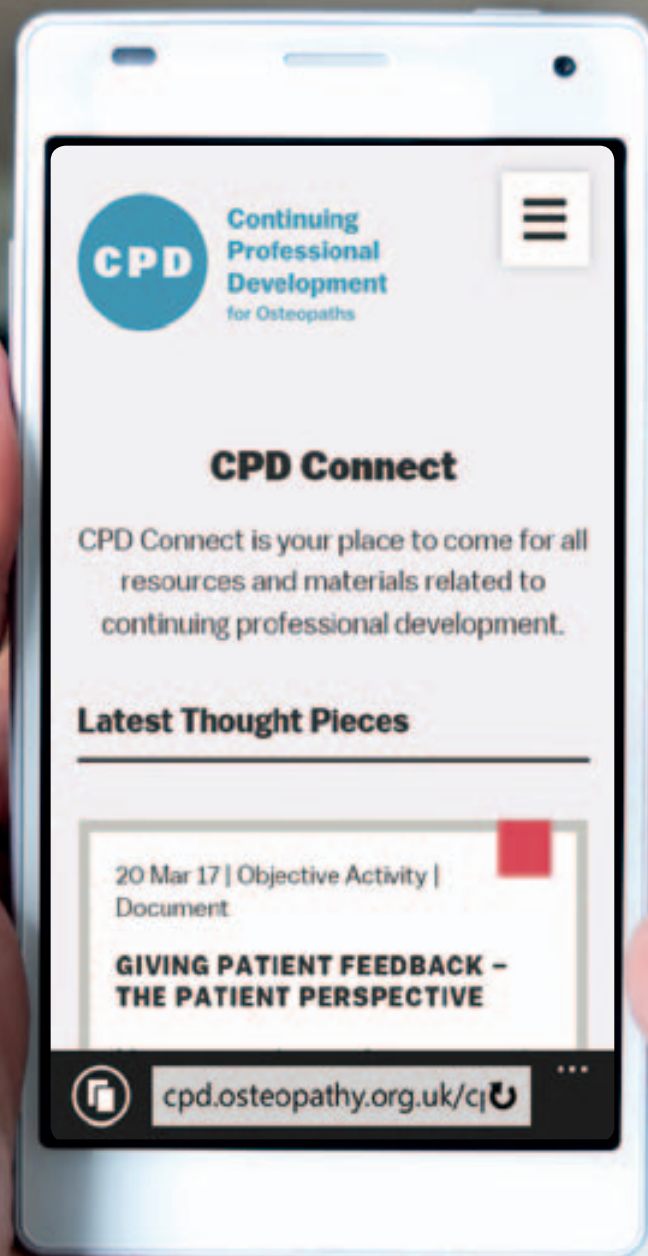 CPD
Continuing
Professional
Development
for Osteopaths
CPD Connect
CPD Connect is your place to come for all
resources and materials related to
continuing professional development.
Latest Thought Pieces
20 Mar 17 | Objective Activity |
Document
GIVING PATIENT FEEDBACK –
THE PATIENT PERSPECTIVE
cpd.osteopathy.org.uk/c